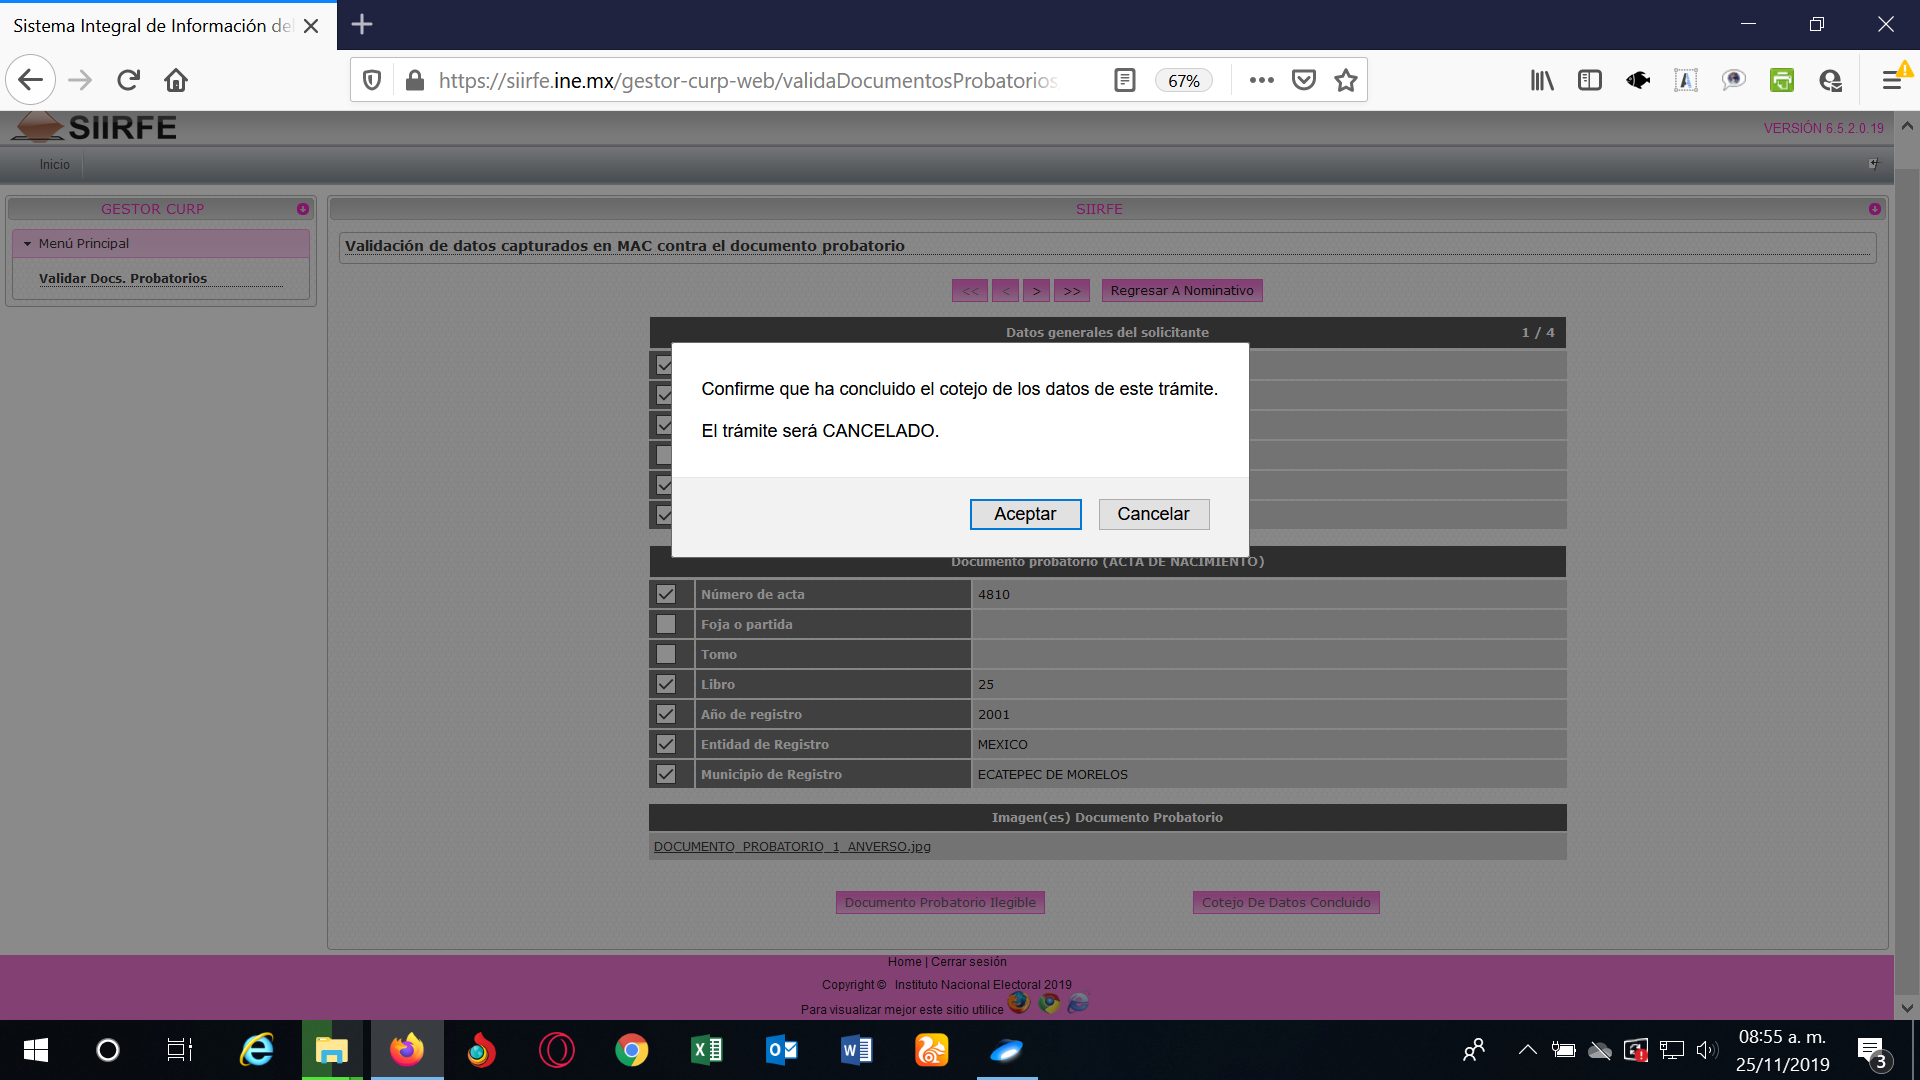 Sistema Integral de Información del
https://siirfe.ine.mx/gestor-curp-web/validaDocumentosProbatorios
67%
SIIRFE
VERSIÓN 6.5.2.0.19
Inicio
GESTOR CURP
Menú Principal
Validar Docs. Probatorios
SIIRFE
Validación de datos capturados en MAC contra el documento probatorio
<< < > >> Regresar A Nominativo
Datos generales del solicitante 1 / 4
Confirme que ha concluido el cotejo de los datos de este trámite.
El trámite será CANCELADO.
Aceptar Cancelar
Documento probatorio (ACTA DE NACIMIENTO)
Número de acta 4810
Foja o partida
Tomo
Libro 25
Año de registro 2001
Entidad de Registro MEXICO
Municipio de Registro ECATEPEC DE MORELOS
Imagen(es) Documento Probatorio
DOCUMENTO_PROBATORIO_1_ANVERSO.jpg
Documento Probatorio Ilegible Cotejo De Datos Concluido
Home | Cerrar sesión
Copyright © Instituto Nacional Electoral 2019
Para visualizar mejor este sitio utilice
08:55 a. m.
25/11/2019
3